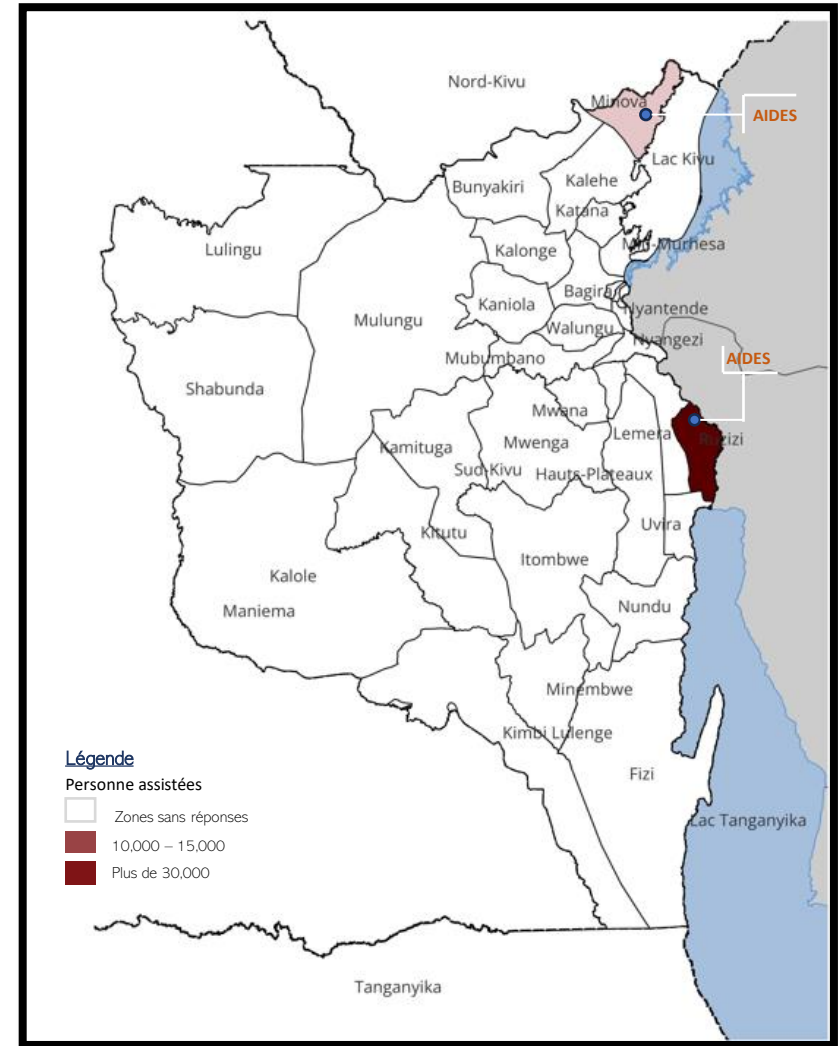 Nord-Kivu
Minova
AIDES
Lac Kivu
Bunyakiri
Kalehe
Katana
Lulingu
Kalonge
Miti-Murhesa
Bagira
Kaniola
Nyantende
Mulungu
Walungu
Nyangezi
Mubumbano
AIDES
Shabunda
Mwana
Lemera
Ruzizi
Kamituga
Mwenga
Sud-Kivu
Hauts-Plateaux
Uvira
Kitutu
Itombwe
Kalole
Maniema
Nundu
Minembwe
Kimbi Lulenge
Fizi
Lac Tanganyika
Légende
Personne assistées
Zones sans réponses
10,000 – 15,000
Plus de 30,000
Tanganyika